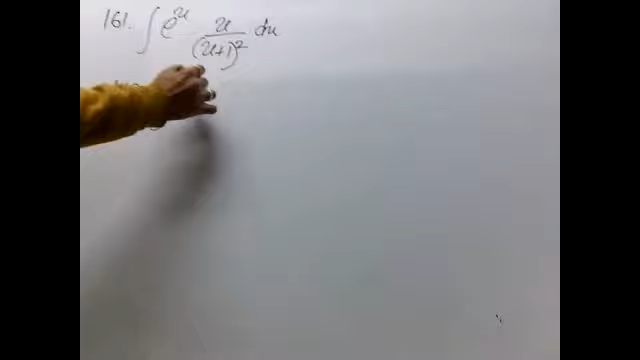 161. ∫ e^x x/(x+1)^2 dx